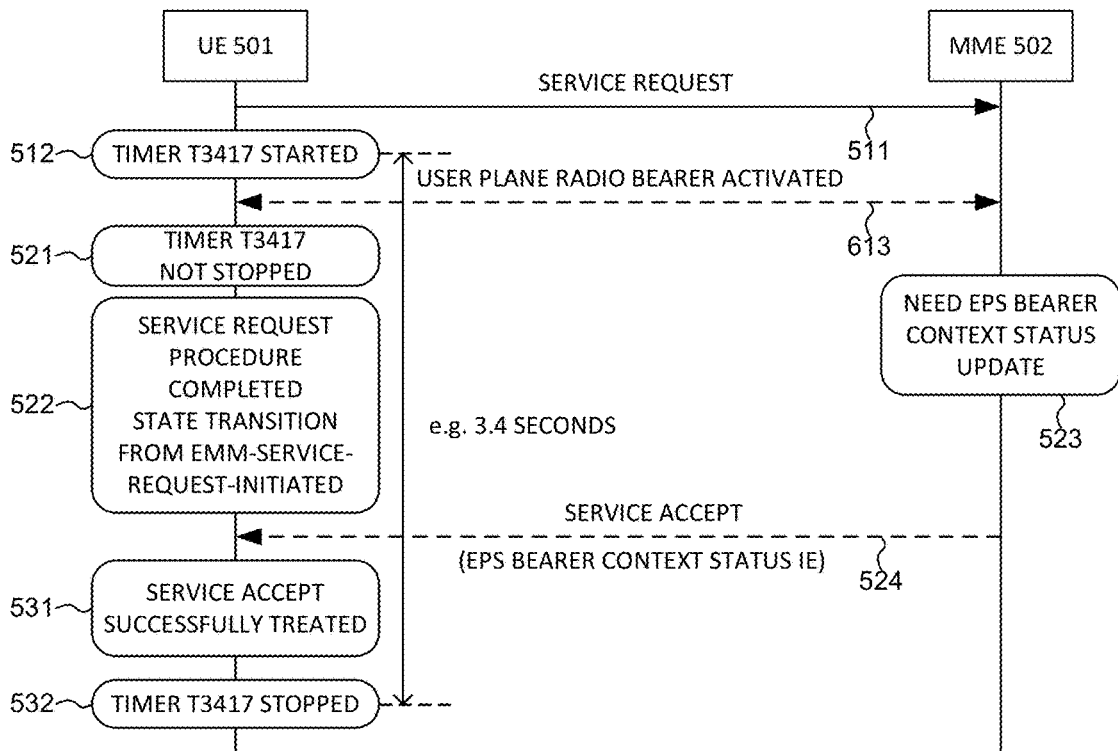 UE 501
MME 502
SERVICE REQUEST
511
512
TIMER T3417 STARTED
USER PLANE RADIO BEARER ACTIVATED
613
521
TIMER T3417
NOT STOPPED
522
SERVICE REQUEST
PROCEDURE
COMPLETED
STATE TRANSITION
FROM EMM-SERVICE-
REQUEST-INITIATED
NEED EPS BEARER
CONTEXT STATUS
UPDATE
523
e.g. 3.4 SECONDS
SERVICE ACCEPT
(EPS BEARER CONTEXT STATUS IE)
524
531
SERVICE ACCEPT
SUCCESSFULLY TREATED
532
TIMER T3417 STOPPED